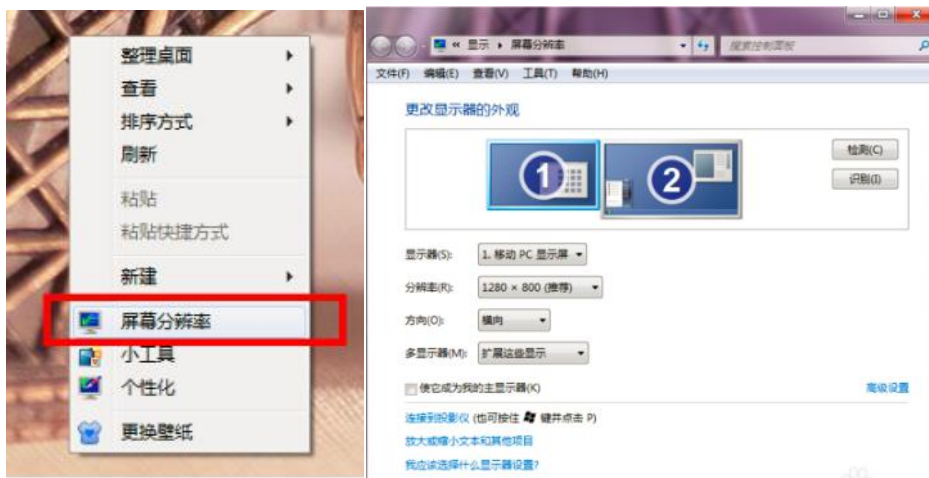 整理桌面
查看
排序方式
刷新
粘贴
粘贴快捷方式
新建
屏幕分辨率
小工具
个性化
更换壁纸
« 显示 ▸ 屏幕分辨率
搜索控制面板
文件(F) 编辑(E) 查看(V) 工具(T) 帮助(H)
更改显示器的外观
1
2
检测(C)
识别(I)
显示器(S): 1. 移动 PC 显示屏
分辨率(R): 1280 × 800 (推荐)
方向(O): 横向
多显示器(M): 扩展这些显示
使它成为我的主显示器(K)
高级设置
连接到投影仪 (也可按住 键并点击 P)
放大或缩小文本和其他项目
我应该选择什么显示器设置?